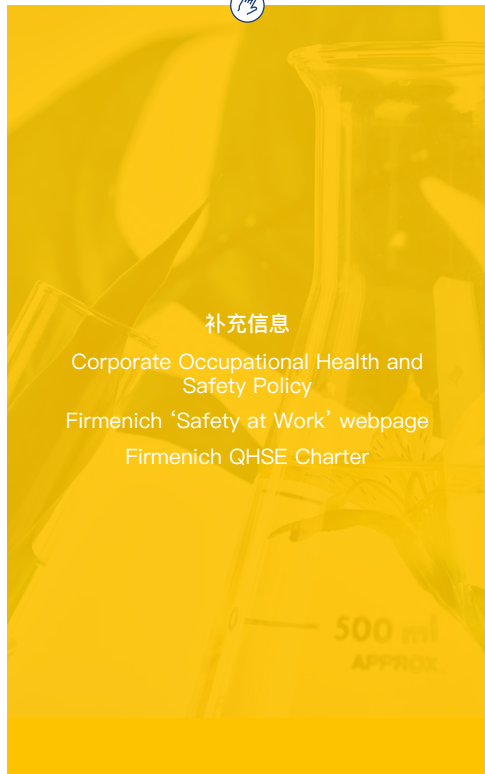 补充信息
Corporate Occupational Health and
Safety Policy
Firmenich ‘Safety at Work’ webpage
Firmenich QHSE Charter
500 ml
APPROX.